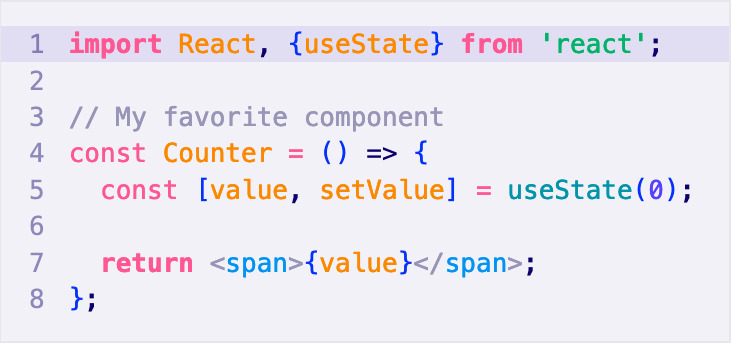 1 import React, {useState} from 'react';
2
3 // My favorite component
4 const Counter = () => {
5   const [value, setValue] = useState(0);
6
7   return <span>{value}</span>;
8 };